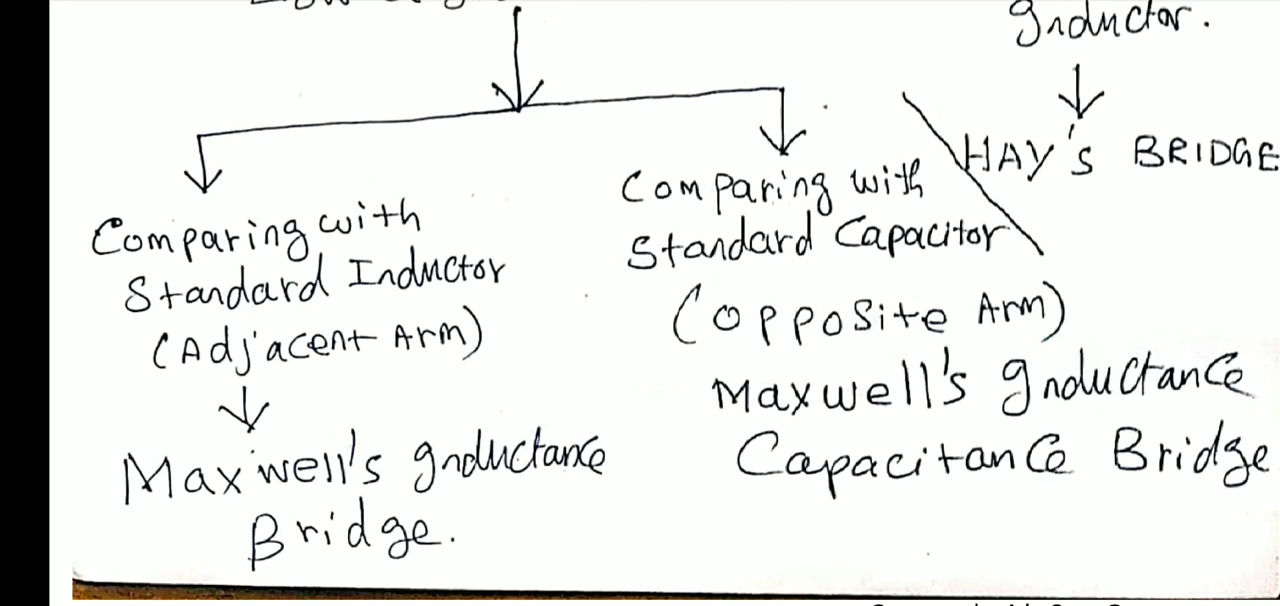 Inductor.
HAY's BRIDGE
Comparing with
Standard Inductor
(Adjacent Arm)
Maxwell's Inductance
Bridge.
Comparing with
Standard Capacitor
(opposite Arm)
Maxwell's Inductance
Capacitance Bridge